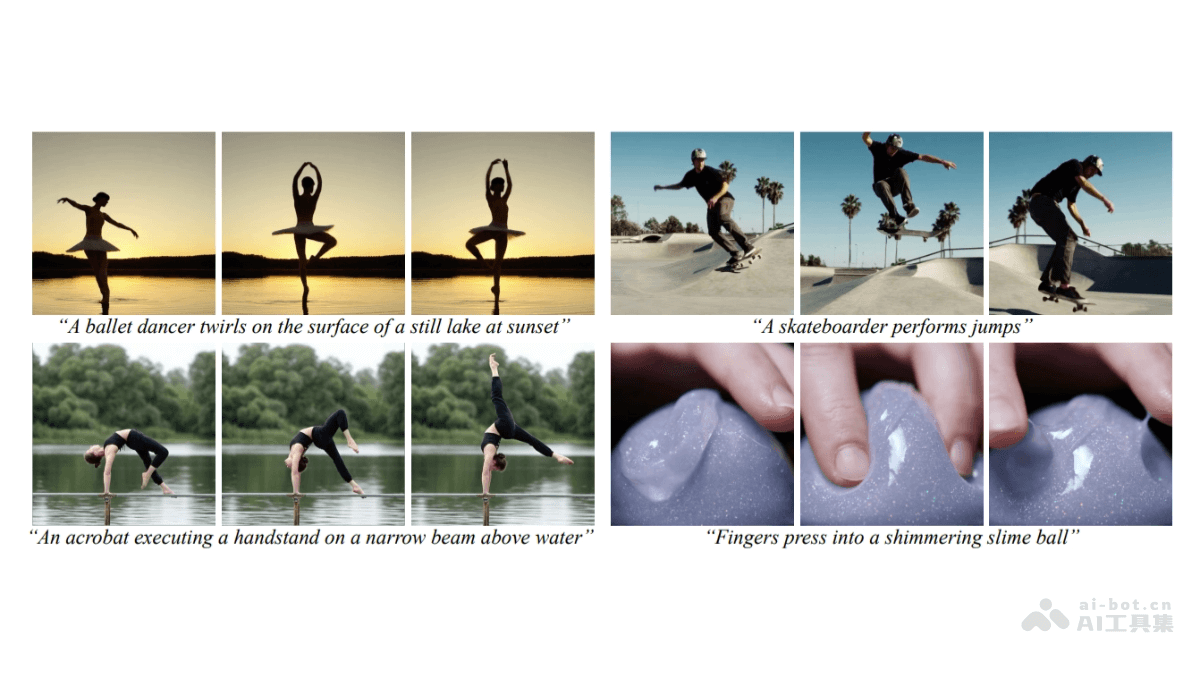 “A ballet dancer twirls on the surface of a still lake at sunset”
“A skateboarder performs jumps”
“An acrobat executing a handstand on a narrow beam above water”
“Fingers press into a shimmering slime ball”
ai-bot.cn
AI工具集